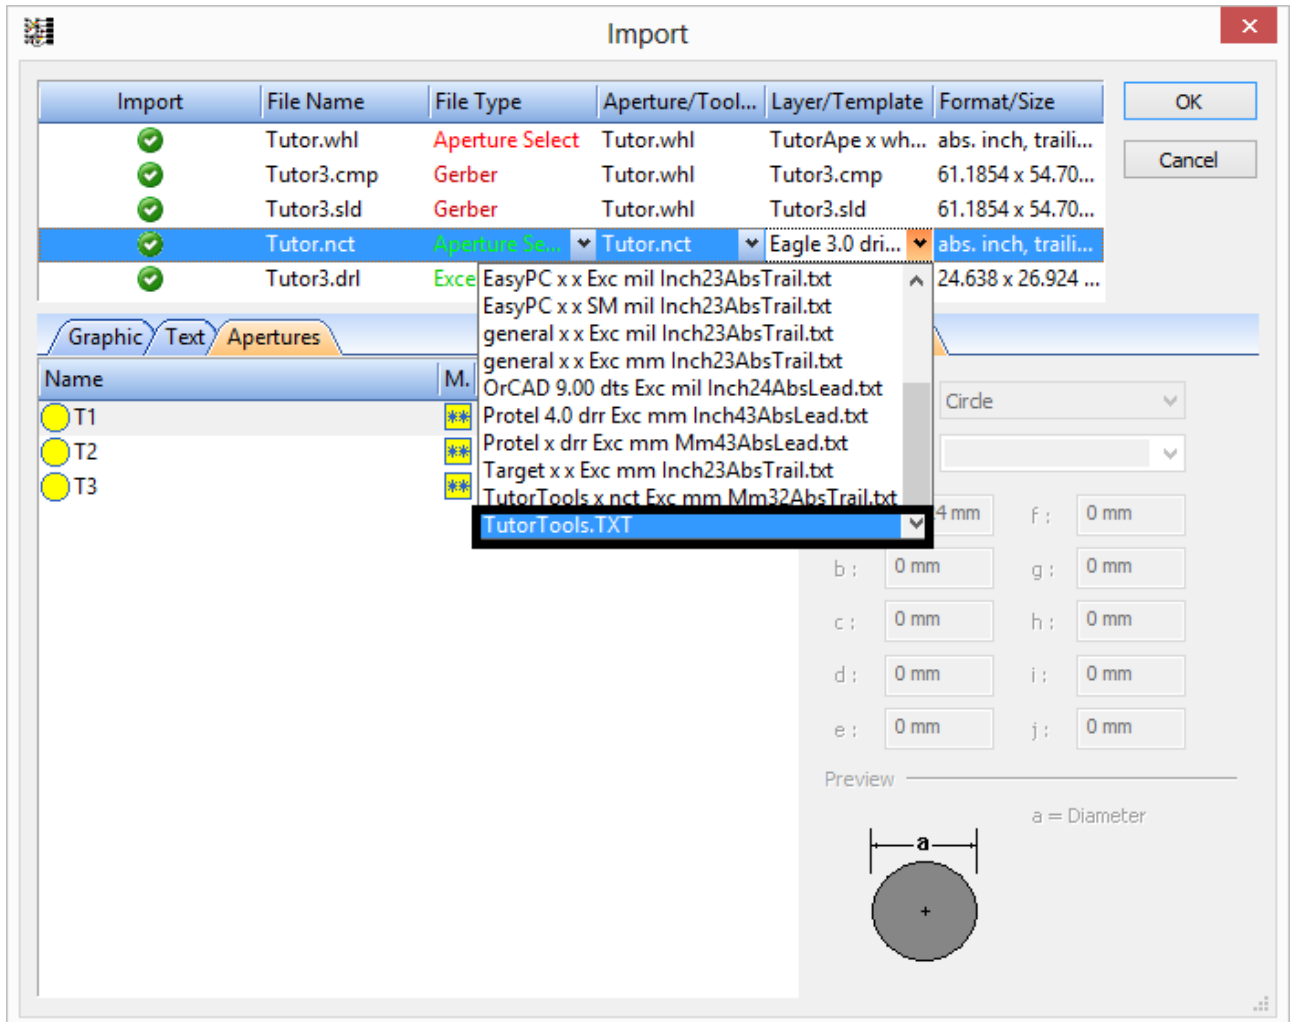 Import
Import File Name File Type Aperture/Tool... Layer/Template Format/Size
OK
Tutor.whl Aperture Select Tutor.whl TutorApe x wh... abs. inch, traili...
Cancel
Tutor3.cmp Gerber Tutor.whl Tutor3.cmp 61.1854 x 54.70...
Tutor3.sld Gerber Tutor.whl Tutor3.sld 61.1854 x 54.70...
Tutor.nct Aperture Se... Tutor.nct Eagle 3.0 dri... abs. inch, traili...
Tutor3.drl Exce 24.638 x 26.924 ...
EasyPC x x Exc mil Inch23AbsTrail.txt
EasyPC x x SM mil Inch23AbsTrail.txt
general x x Exc mil Inch23AbsTrail.txt
general x x Exc mm Inch23AbsTrail.txt
OrCAD 9.00 dts Exc mil Inch24AbsLead.txt
Protel 4.0 drr Exc mm Inch43AbsLead.txt
Protel x drr Exc mm Mm43AbsLead.txt
Target x x Exc mm Inch23AbsTrail.txt
TutorTools x nct Exc mm Mm32AbsTrail.txt
TutorTools.TXT
Graphic Text Apertures
Name M.
T1 **
T2 **
T3 **
Circle
4 mm f : 0 mm
b : 0 mm g : 0 mm
c : 0 mm h : 0 mm
d : 0 mm i : 0 mm
e : 0 mm j : 0 mm
Preview
a = Diameter
a